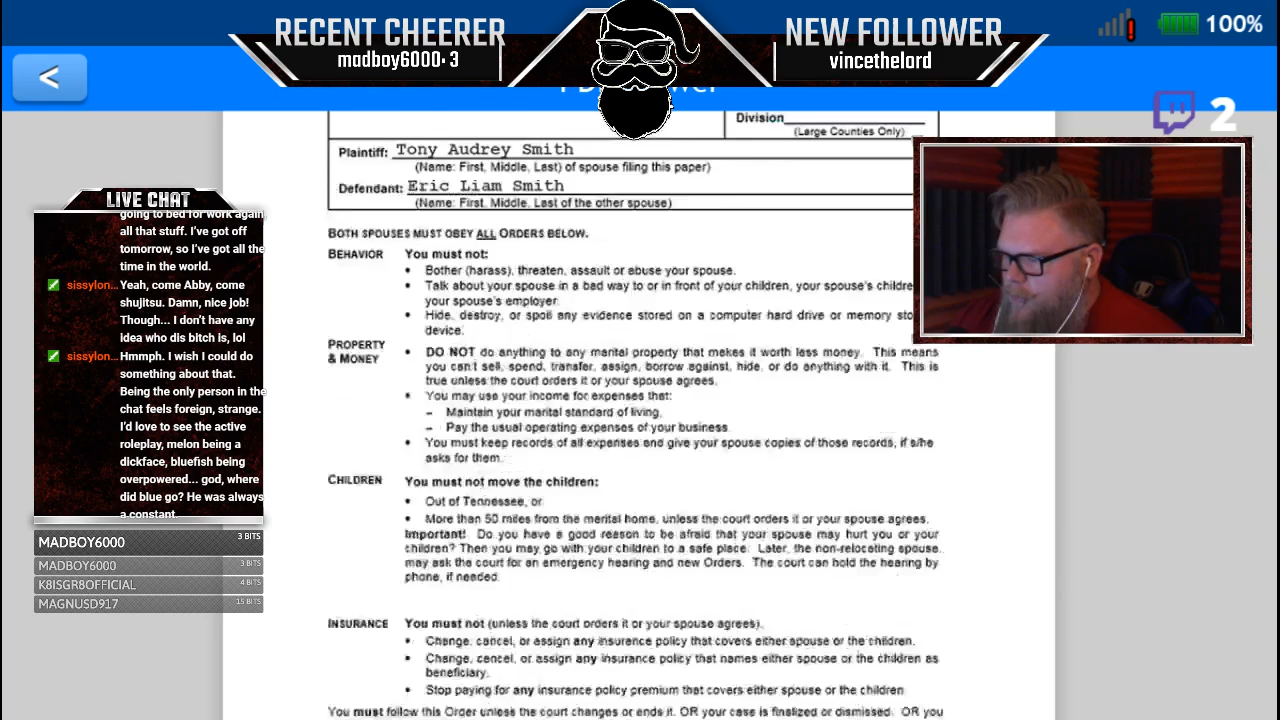 RECENT CHEERER
madboy6000· 3
NEW FOLLOWER
vincethelord
100%
<
2
Division
(Large Counties Only)
Plaintiff: Tony Audrey Smith
(Name: First, Middle, Last) of spouse filing this paper)
Defendant: Eric Liam Smith
(Name: First, Middle, Last of the other spouse)
BOTH SPOUSES MUST OBEY ALL ORDERS BELOW.
BEHAVIOR You must not:
• Bother (harass), threaten, assault or abuse your spouse.
• Talk about your spouse in a bad way to or in front of your children, your spouse's childre
your spouse's employer
• Hide, destroy, or spoil any evidence stored on a computer hard drive or memory sto
device.
PROPERTY
& MONEY
• DO NOT do anything to any marital property that makes it worth less money. This means
you can't sell, spend, transfer, assign, borrow against, hide, or do anything with it. This is
true unless the court orders it or your spouse agrees.
• You may use your income for expenses that:
– Maintain your marital standard of living,
– Pay the usual operating expenses of your business
• You must keep records of all expenses and give your spouse copies of those records, if s/he
asks for them.
CHILDREN You must not move the children:
• Out of Tennessee, or
• More than 50 miles from the marital home, unless the court orders it or your spouse agrees.
Important! Do you have a good reason to be afraid that your spouse may hurt you or your
children? Then you may go with your children to a safe place. Later, the non-relocating spouse
may ask the court for an emergency hearing and new Orders. The court can hold the hearing by
phone, if needed.
INSURANCE You must not (unless the court orders it or your spouse agrees).
• Change, cancel, or assign any insurance policy that covers either spouse or the children.
• Change, cancel, or assign any insurance policy that names either spouse or the children as
beneficiary.
• Stop paying for any insurance policy premium that covers either spouse or the children
You must follow this Order unless the court changes or ends it, OR your case is finalized or dismissed. OR you
LIVE CHAT
going to bed for work again,
all that stuff. I've got off
tomorrow, so I've got all the
time in the world.
sissylon... Yeah, come Abby, come
shujitsu. Damn, nice job!
Though... I don't have any
Idea who dis bitch is, lol
sissylon... Hmmph. I wish I could do
something about that.
Being the only person in the
chat feels foreign, strange.
I'd love to see the active
roleplay, melon being a
dickface, bluefish being
overpowered... god, where
did blue go? He was always
a constant.
MADBOY6000 3 BITS
MADBOY6000 3 BITS
K8ISGR8OFFICIAL 4 BITS
MAGNUSD917 15 BITS